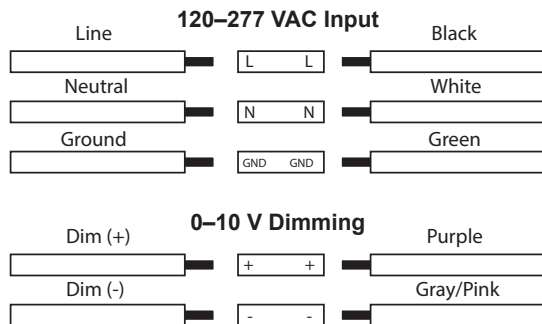 120–277 VAC Input
Line Black
L L
Neutral White
N N
Ground Green
GND GND
0–10 V Dimming
Dim (+) Purple
+ +
Dim (-) Gray/Pink
- -